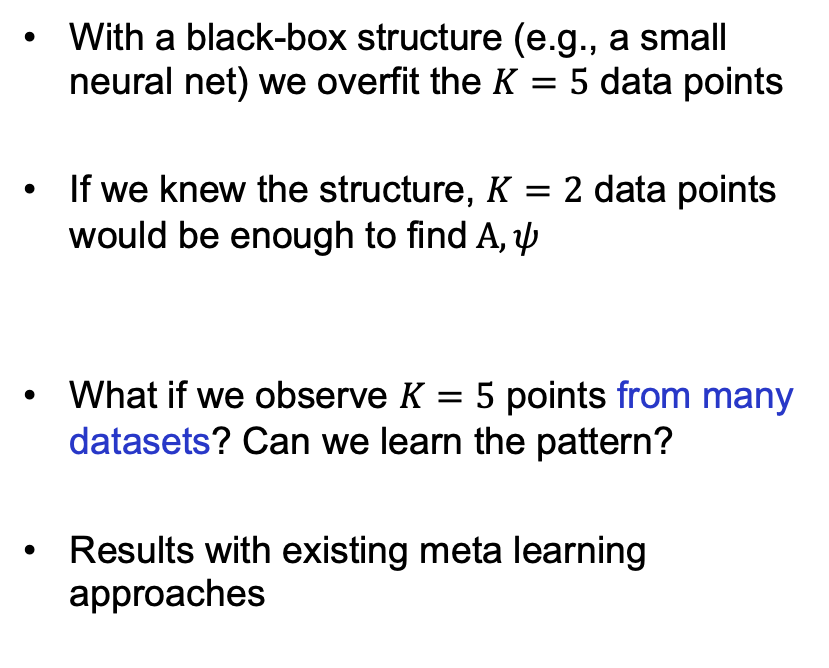 • With a black-box structure (e.g., a small
neural net) we overfit the K = 5 data points
• If we knew the structure, K = 2 data points
would be enough to find A, ψ
• What if we observe K = 5 points from many
datasets? Can we learn the pattern?
• Results with existing meta learning
approaches